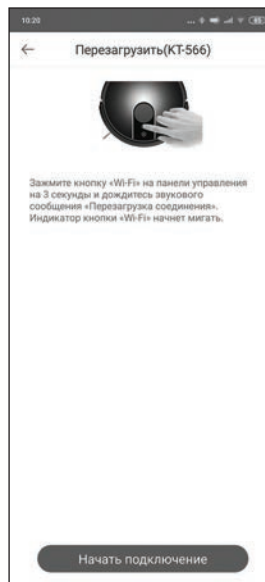 10:20
Перезагрузить(КТ-566)
Зажмите кнопку «Wi-Fi» на панели управления
на 3 секунды и дождитесь звукового
сообщения «Перезагрузка соединения».
Индикатор кнопки «Wi-Fi» начнет мигать.
Начать подключение